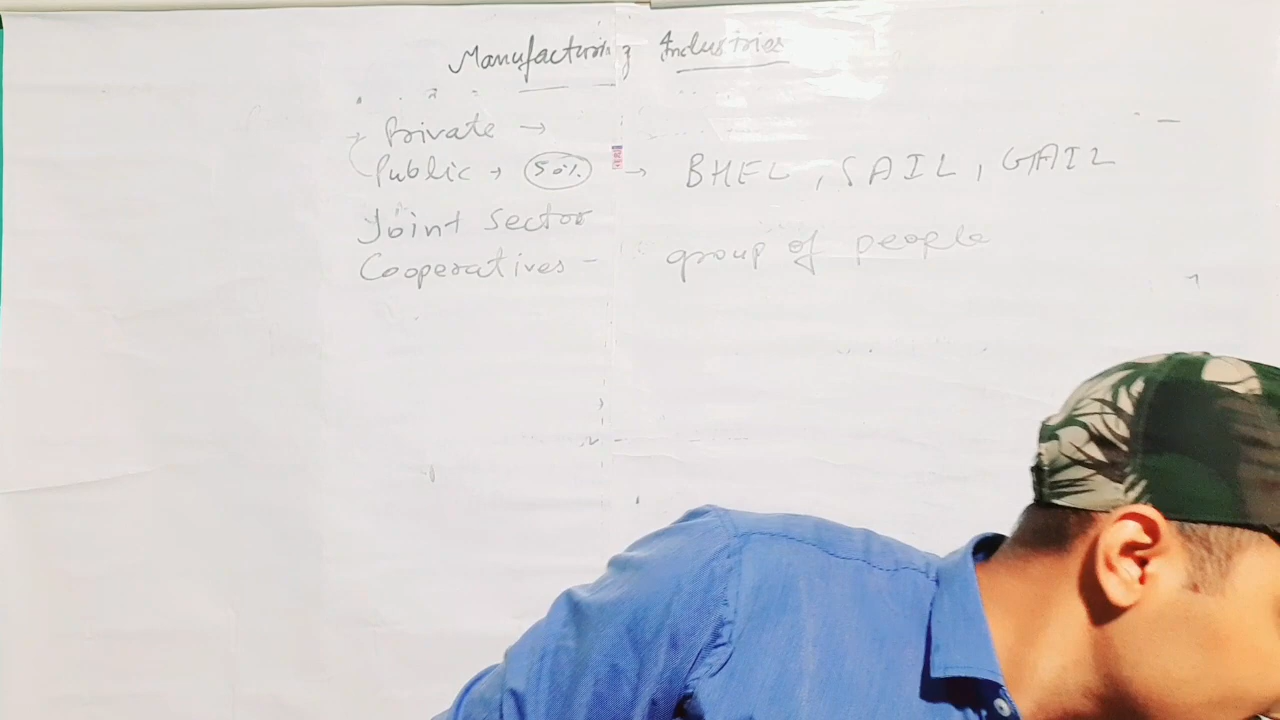 Manufacturing Industries
→ Private →
Public → 50% → BHEL, SAIL, GAIL
Joint Sector
Cooperatives - group of people